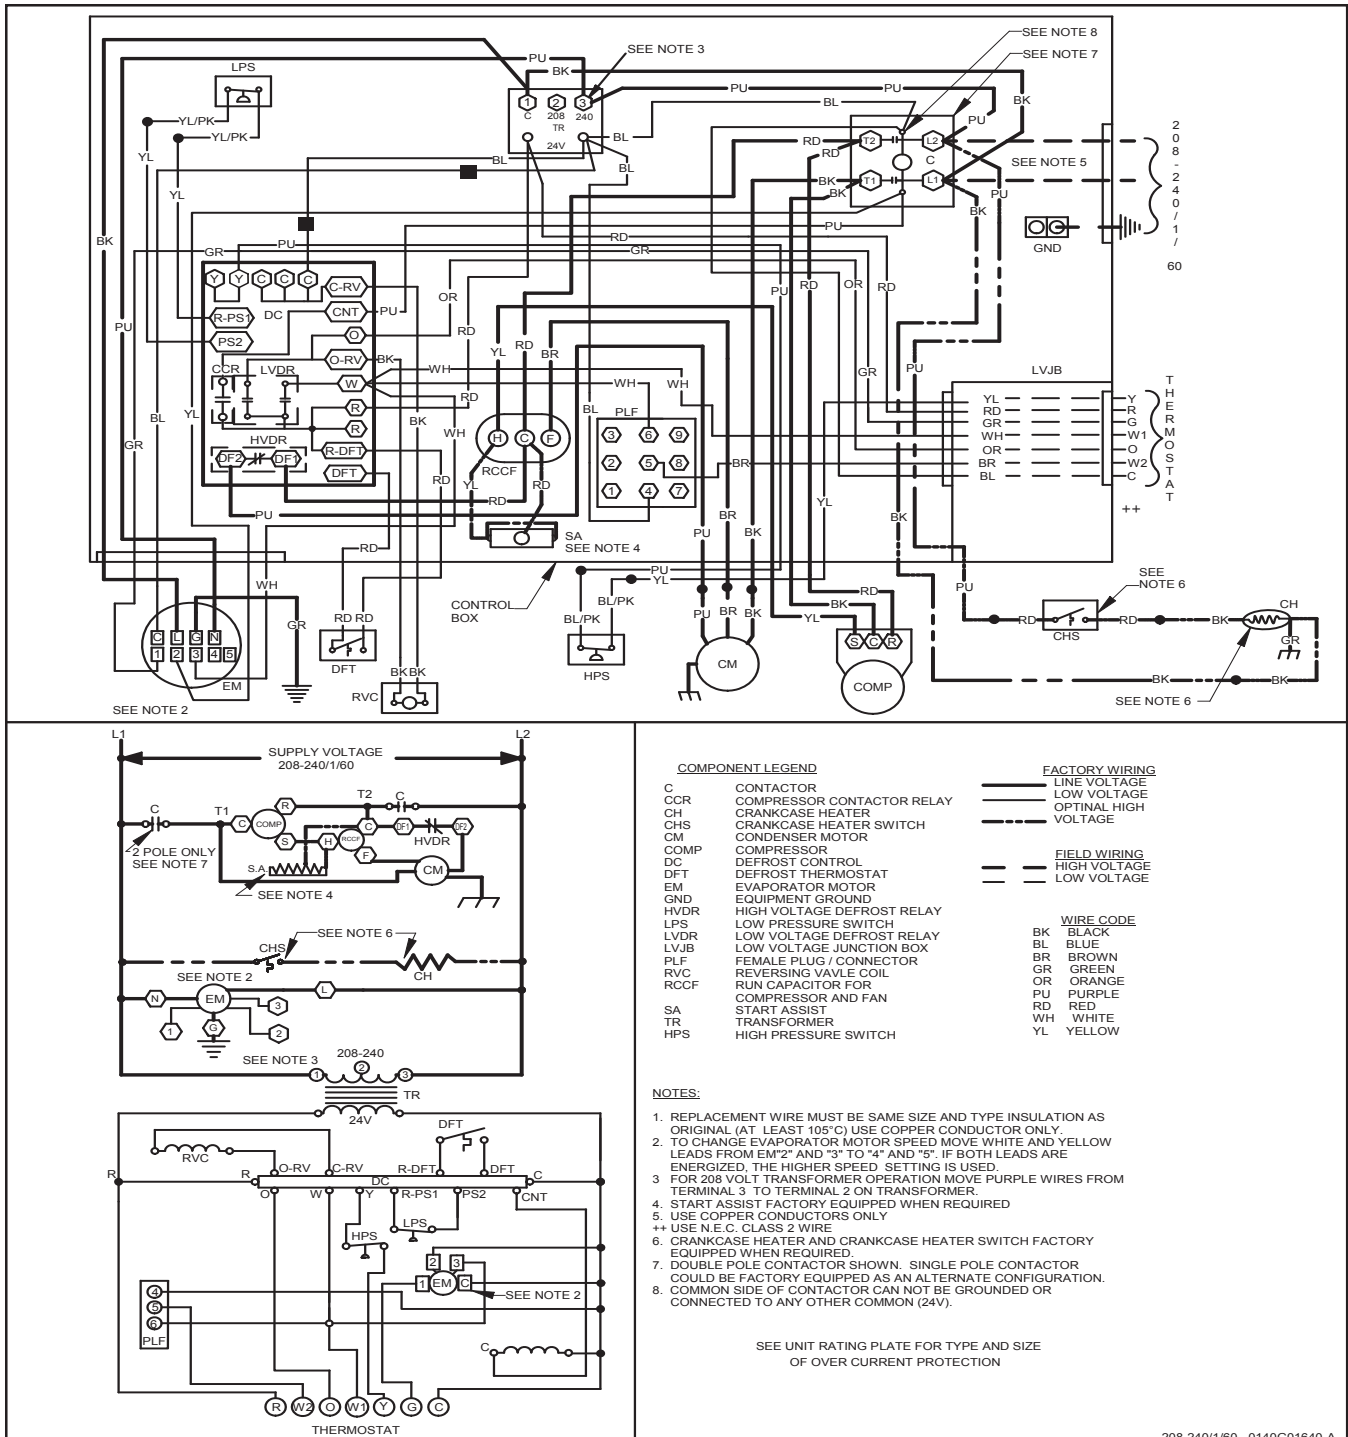 SEE NOTE 8
SEE NOTE 3
SEE NOTE 7
LPS
PU
BK
PU
PU
BK
1 2 3
C 208 240
TR
24V
BL
PU
YL/PK
YL/PK
BL
BL
RD
RD
T2
L2
C
SEE NOTE 5
208-240/1/60
YL
BL
BK
BK
T1
L1
YL
PU
BK
PU
GND
BK
GR
PU
RD
GR
Y Y C C C
C-RV
R-PS1
DC
CNT
PU
OR
PU
RD
OR
RD
PS2
O
RD
YL
RD
BR
PU
CCR
LVDR
O-RV
BK
WH
LVJB
W
WH
WH
GR
PU
R
RD
BL
PLF
BL
YL
BK
WH
R
H C F
3 6 9
YL
Y
RD
R
GR
G
WH
W1
OR
O
BR
W2
BL
C
THERMOSTAT
++
GR
HVDR
R-DFT
RCCF
2 5 8
BR
DF2
DF1
DFT
RD
YL
RD
1 4 7
YL
PU
RD
BR
BK
SA
SEE NOTE 4
PU
BK
RD
WH
PU
YL
CONTROL
BOX
BL/PK
BL/PK
RD
BK
YL
PU
SEE
NOTE 6
CH
GR
RD RD
PU
BR
BK
RD
CHS
RD
BK
GR
C L G N
1 2 3 4 5
EM
DFT
HPS
CM
S C R
COMP
BK BK
RVC
BK
BK
SEE NOTE 6
SEE NOTE 2
L1
L2
SUPPLY VOLTAGE
208-240/1/60
C
T1
R
T2
C
C
COMP
C
DF1
DF2
S
H
RCCF
HVDR
2 POLE ONLY
SEE NOTE 7
F
S.A.
CM
SEE NOTE 4
SEE NOTE 6
CHS
CH
SEE NOTE 2
N
EM
L
3
1
G
2
SEE NOTE 3
208-240
1 2 3
TR
24V
DFT
RVC
O-RV
C-RV
R-DFT
DFT
R
R
DC
C
O
W
Y
R-PS1
PS2
CNT
LPS
HPS
2 3
1
EM
C
SEE NOTE 2
4
5
6
PLF
C
R W2 O W1 Y G C
THERMOSTAT
COMPONENT LEGEND
C CONTACTOR
CCR COMPRESSOR CONTACTOR RELAY
CH CRANKCASE HEATER
CHS CRANKCASE HEATER SWITCH
CM CONDENSER MOTOR
COMP COMPRESSOR
DC DEFROST CONTROL
DFT DEFROST THERMOSTAT
EM EVAPORATOR MOTOR
GND EQUIPMENT GROUND
HVDR HIGH VOLTAGE DEFROST RELAY
LPS LOW PRESSURE SWITCH
LVDR LOW VOLTAGE DEFROST RELAY
LVJB LOW VOLTAGE JUNCTION BOX
PLF FEMALE PLUG / CONNECTOR
RVC REVERSING VAVLE COIL
RCCF RUN CAPACITOR FOR
COMPRESSOR AND FAN
SA START ASSIST
TR TRANSFORMER
HPS HIGH PRESSURE SWITCH
FACTORY WIRING
LINE VOLTAGE
LOW VOLTAGE
OPTINAL HIGH
VOLTAGE
FIELD WIRING
HIGH VOLTAGE
LOW VOLTAGE
WIRE CODE
BK BLACK
BL BLUE
BR BROWN
GR GREEN
OR ORANGE
PU PURPLE
RD RED
WH WHITE
YL YELLOW
NOTES:
1. REPLACEMENT WIRE MUST BE SAME SIZE AND TYPE INSULATION AS
ORIGINAL (AT LEAST 105°C) USE COPPER CONDUCTOR ONLY.
2. TO CHANGE EVAPORATOR MOTOR SPEED MOVE WHITE AND YELLOW
LEADS FROM EM"2" AND "3" TO "4" AND "5". IF BOTH LEADS ARE
ENERGIZED, THE HIGHER SPEED SETTING IS USED.
3 FOR 208 VOLT TRANSFORMER OPERATION MOVE PURPLE WIRES FROM
TERMINAL 3 TO TERMINAL 2 ON TRANSFORMER.
4. START ASSIST FACTORY EQUIPPED WHEN REQUIRED
5. USE COPPER CONDUCTORS ONLY
++ USE N.E.C. CLASS 2 WIRE
6. CRANKCASE HEATER AND CRANKCASE HEATER SWITCH FACTORY
EQUIPPED WHEN REQUIRED.
7. DOUBLE POLE CONTACTOR SHOWN. SINGLE POLE CONTACTOR
COULD BE FACTORY EQUIPPED AS AN ALTERNATE CONFIGURATION.
8. COMMON SIDE OF CONTACTOR CAN NOT BE GROUNDED OR
CONNECTED TO ANY OTHER COMMON (24V).
SEE UNIT RATING PLATE FOR TYPE AND SIZE
OF OVER CURRENT PROTECTION